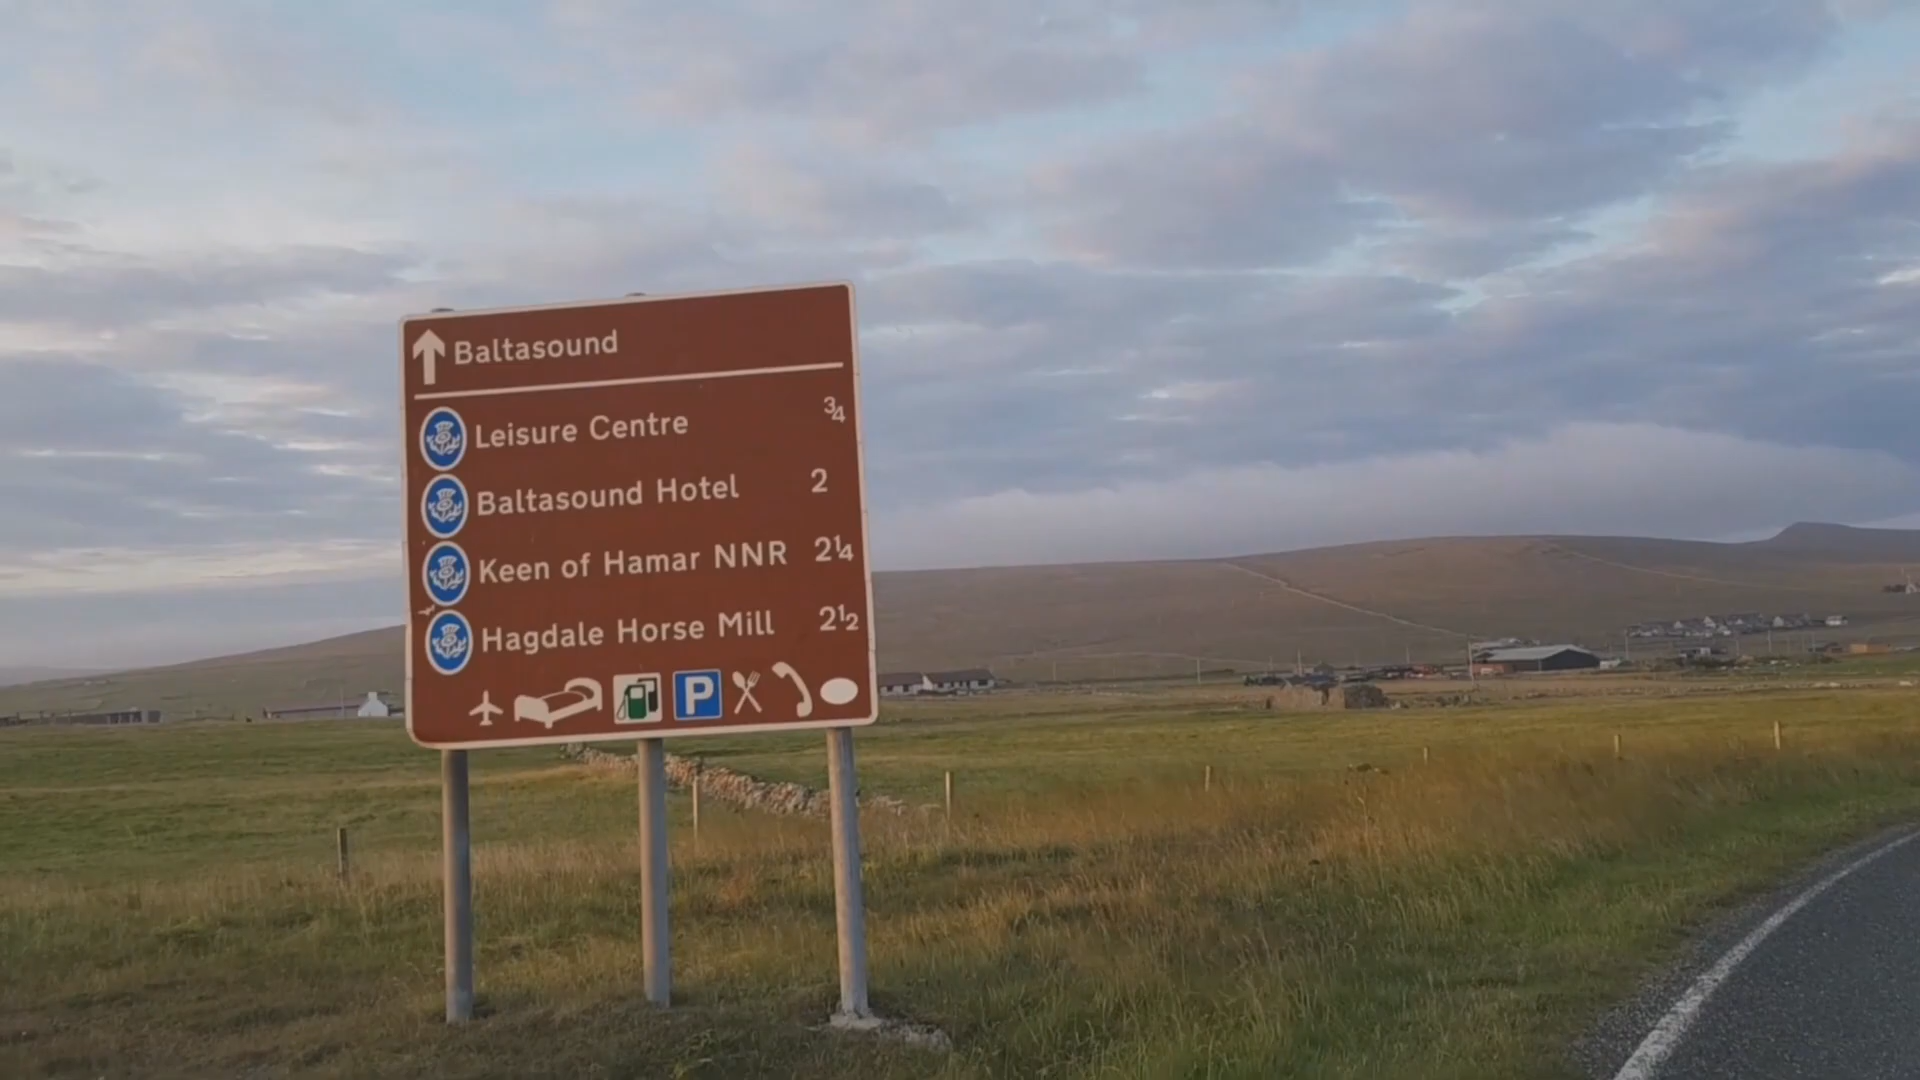 Baltasound
Leisure Centre ¾
Baltasound Hotel 2
Keen of Hamar NNR 2¼
Hagdale Horse Mill 2½
P